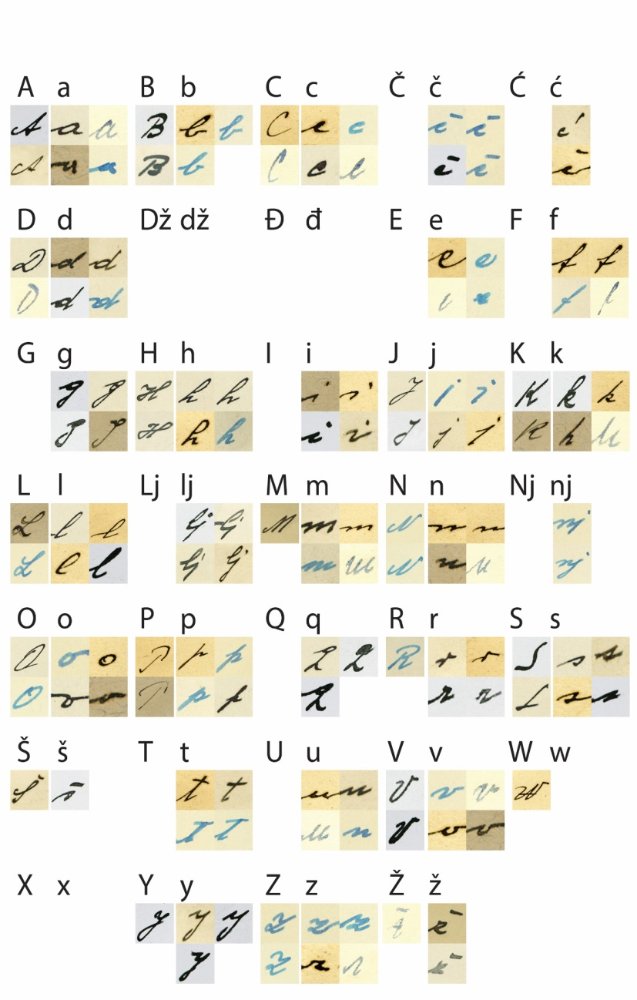 A a B b C c Č č Ć ć
D d Dž dž Đ đ E e F f
G g H h I i J j K k
L l Lj lj M m N n Nj nj
O o P p Q q R r S s
Š š T t U u V v W w
X x Y y Z z Ž ž